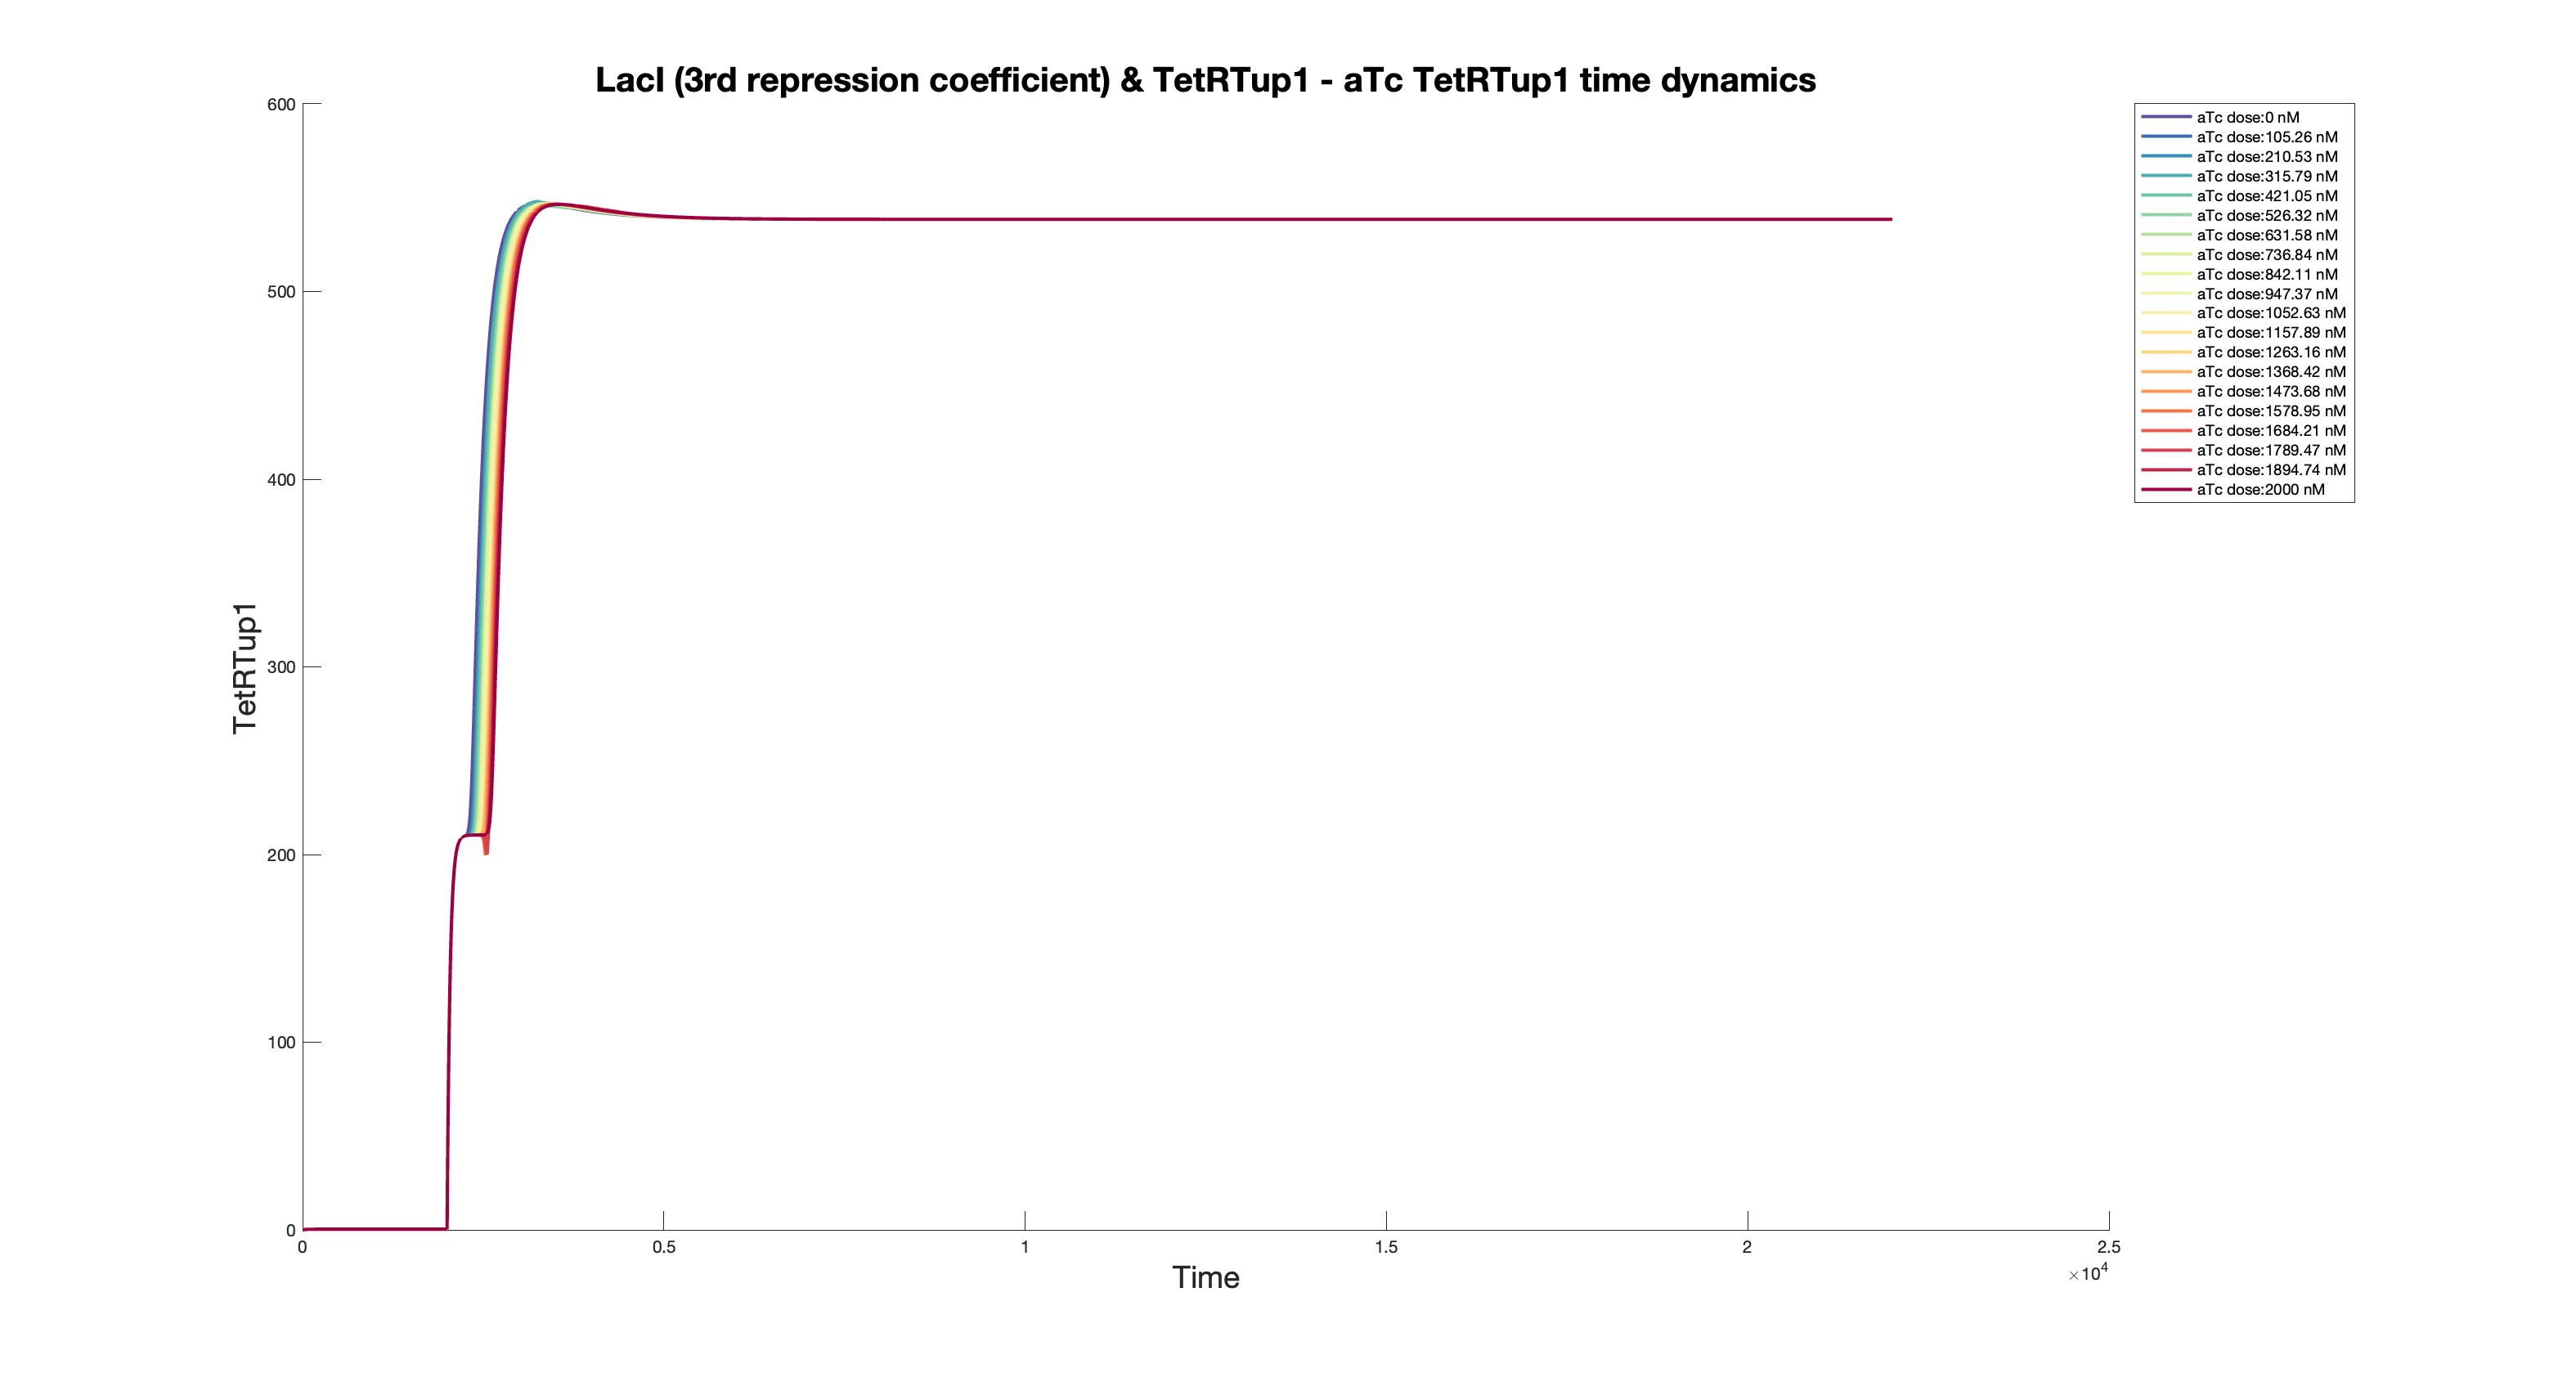 LacI (3rd repression coefficient) & TetRTup1 - aTc TetRTup1 time dynamics
600
500
400
300
200
100
0
TetRTup1
0 0.5 1 1.5 2 2.5
×10^4
Time
aTc dose:0 nM
aTc dose:105.26 nM
aTc dose:210.53 nM
aTc dose:315.79 nM
aTc dose:421.05 nM
aTc dose:526.32 nM
aTc dose:631.58 nM
aTc dose:736.84 nM
aTc dose:842.11 nM
aTc dose:947.37 nM
aTc dose:1052.63 nM
aTc dose:1157.89 nM
aTc dose:1263.16 nM
aTc dose:1368.42 nM
aTc dose:1473.68 nM
aTc dose:1578.95 nM
aTc dose:1684.21 nM
aTc dose:1789.47 nM
aTc dose:1894.74 nM
aTc dose:2000 nM